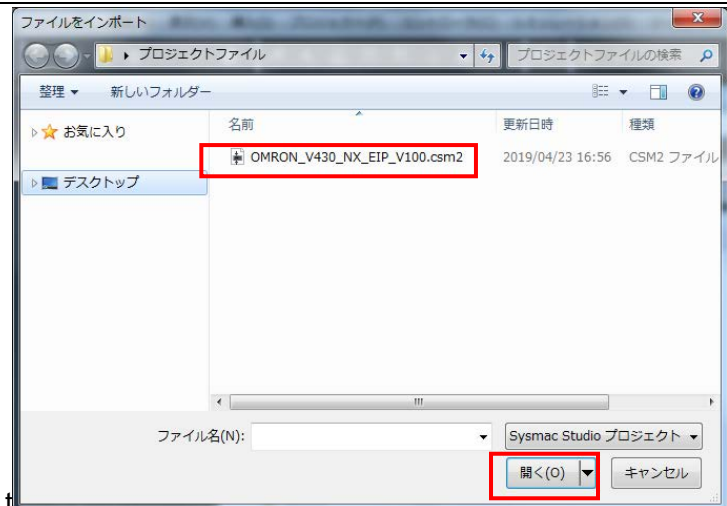 ファイルをインポート
プロジェクトファイル
プロジェクトファイルの検索
整理 新しいフォルダー
名前 更新日時 種類
お気に入り
OMRON_V430_NX_EIP_V100.csm2 2019/04/23 16:56 CSM2 ファイル
デスクトップ
ファイル名(N): Sysmac Studio プロジェクト
開く(O) キャンセル